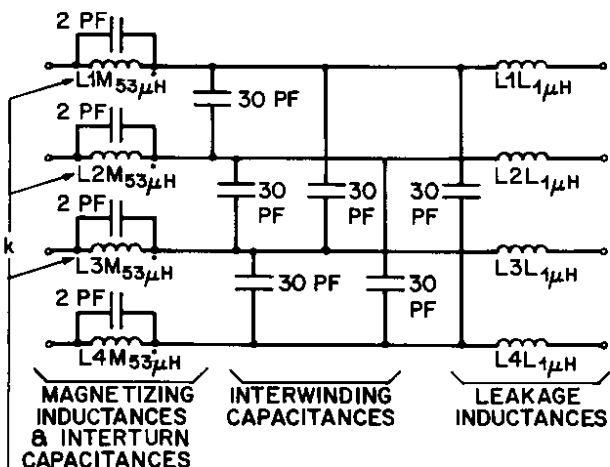 2 PF
L1M53µH
L1L1µH
30 PF
2 PF
L2M53µH
L2L1µH
30 PF
30 PF
30 PF
2 PF
k
L3M53µH
L3L1µH
30 PF
30 PF
2 PF
L4M53µH
L4L1µH
MAGNETIZING INDUCTANCES & INTERTURN CAPACITANCES
INTERWINDING CAPACITANCES
LEAKAGE INDUCTANCES